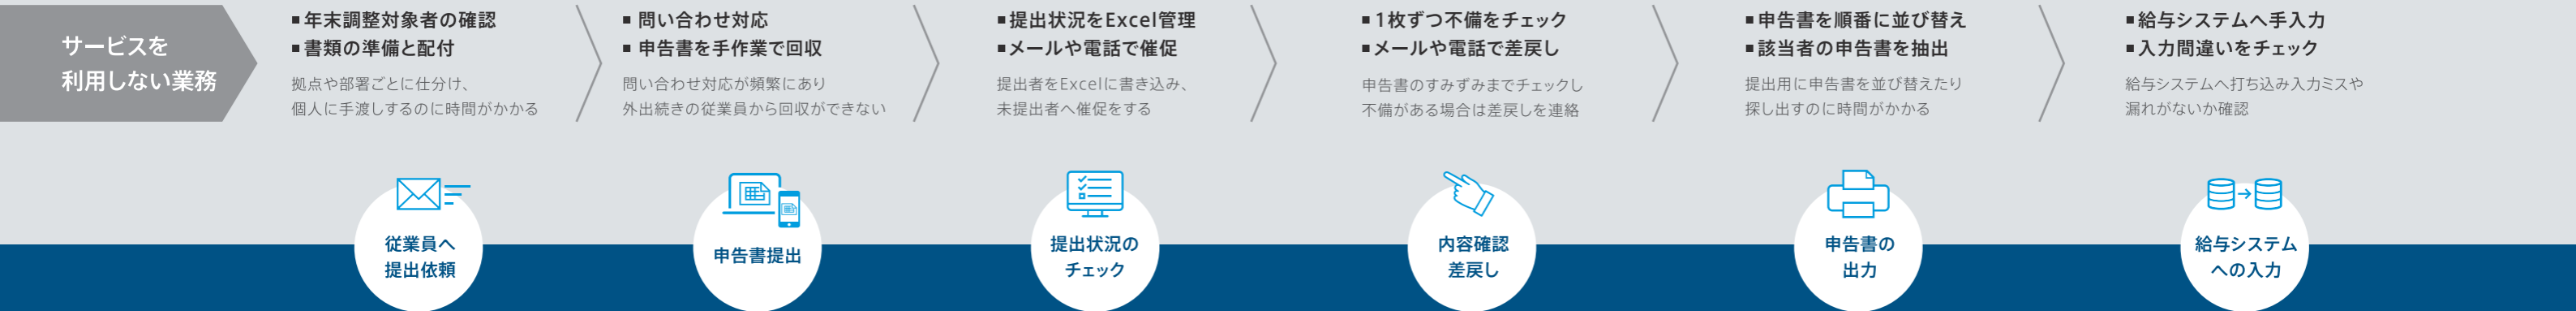 サービスを
利用しない業務
▪年末調整対象者の確認
▪書類の準備と配付
拠点や部署ごとに仕分け、
個人に手渡しするのに時間がかかる
▪ 問い合わせ対応
▪ 申告書を手作業で回収
問い合わせ対応が頻繁にあり
外出続きの従業員から回収ができない
▪提出状況をExcel管理
▪メールや電話で催促
提出者をExcelに書き込み、
未提出者へ催促をする
▪1枚ずつ不備をチェック
▪メールや電話で差戻し
申告書のすみずみまでチェックし
不備がある場合は差戻しを連絡
▪申告書を順番に並び替え
▪該当者の申告書を抽出
提出用に申告書を並び替えたり
探し出すのに時間がかかる
▪給与システムへ手入力
▪入力間違いをチェック
給与システムへ打ち込み入力ミスや
漏れがないか確認
従業員へ
提出依頼
申告書提出
提出状況の
チェック
内容確認
差戻し
申告書の
出力
給与システム
への入力